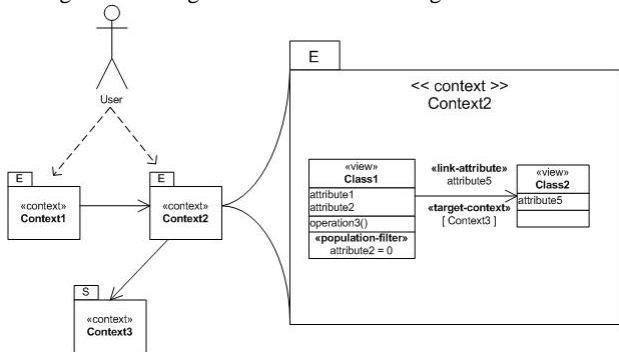 User
E
«context»
Context1
E
«context»
Context2
S
«context»
Context3
E
<< context >>
Context2
«view»
Class1
attribute1
attribute2
operation3()
«population-filter»
attribute2 = 0
«link-attribute»
attribute5
«target-context»
[ Context3 ]
«view»
Class2
attribute5